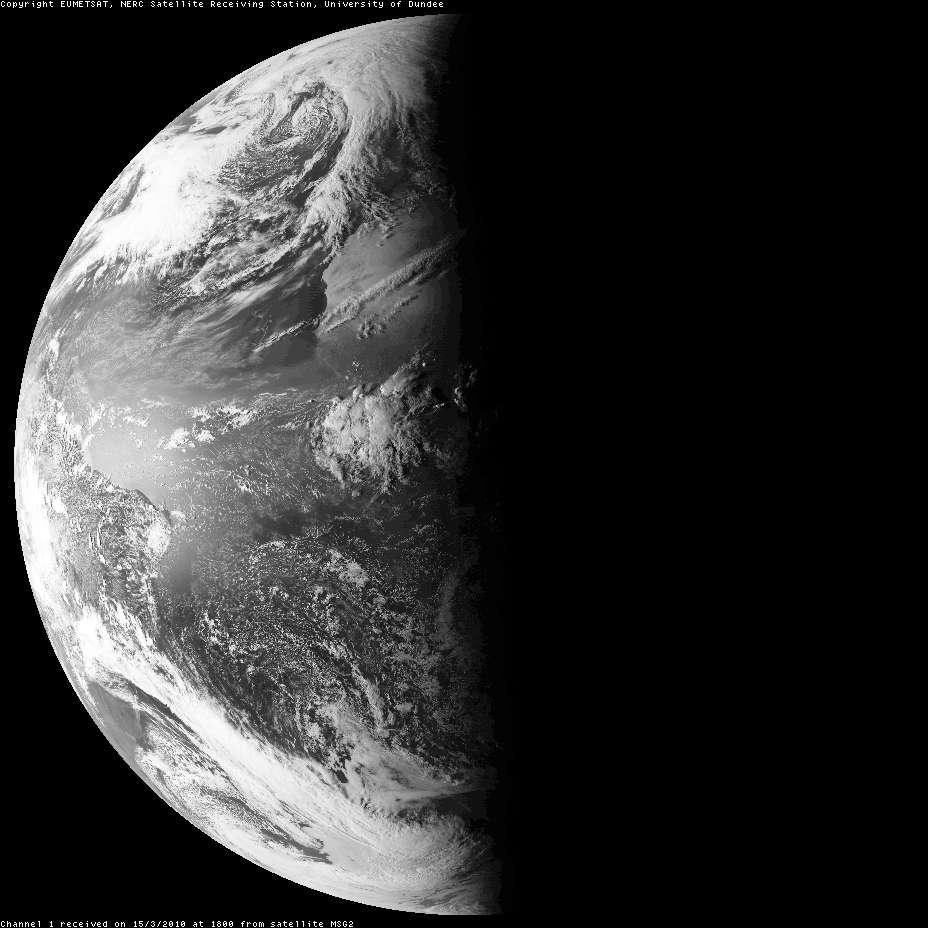 Copyright EUMETSAT, NERC Satellite Receiving Station, University of Dundee
Channel 1 received on 15/3/2010 at 1800 from satellite MSG2